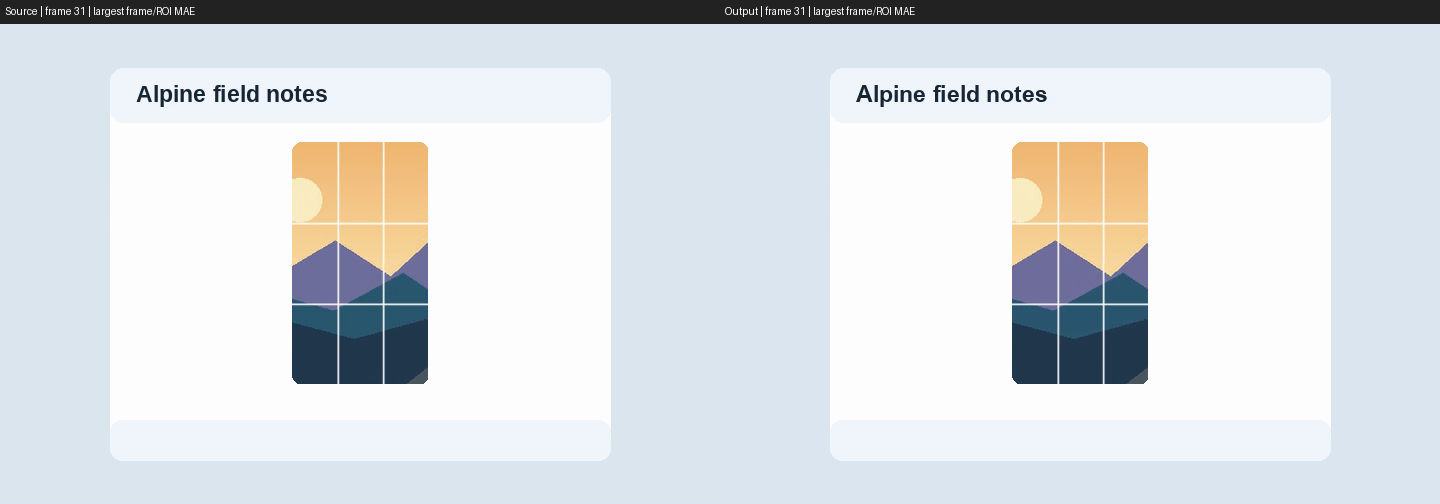 Source | frame 31 | largest frame/ROI MAE
Output | frame 31 | largest frame/ROI MAE
Alpine field notes
Alpine field notes